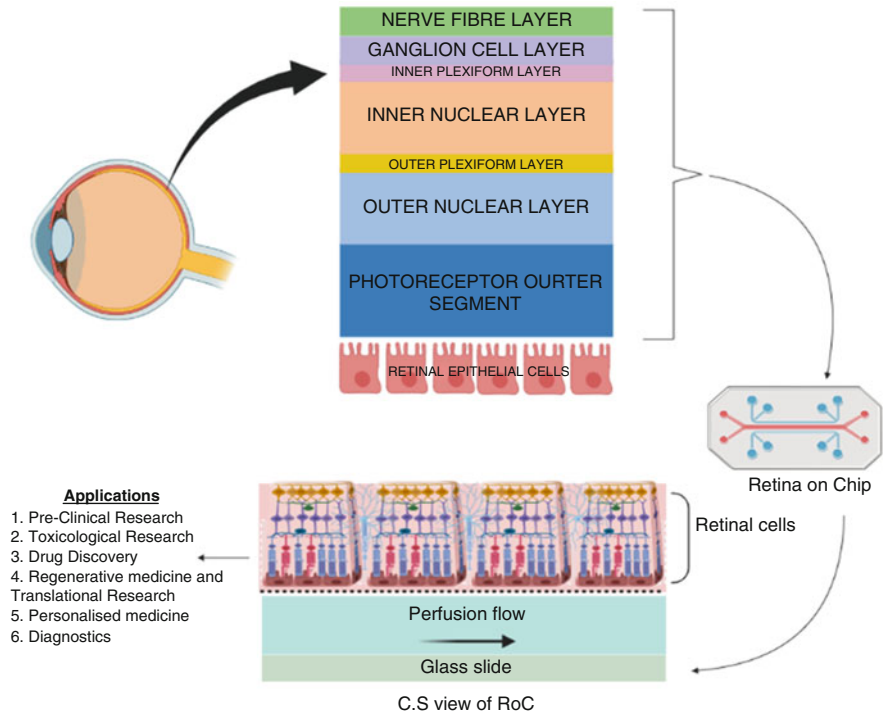 NERVE FIBRE LAYER
GANGLION CELL LAYER
INNER PLEXIFORM LAYER
INNER NUCLEAR LAYER
OUTER PLEXIFORM LAYER
OUTER NUCLEAR LAYER
PHOTORECEPTOR OURTER
SEGMENT
RETINAL EPITHELIAL CELLS
Retina on Chip
Retinal cells
Perfusion flow
Glass slide
C.S view of RoC
Applications
1. Pre-Clinical Research
2. Toxicological Research
3. Drug Discovery
4. Regenerative medicine and
Translational Research
5. Personalised medicine
6. Diagnostics